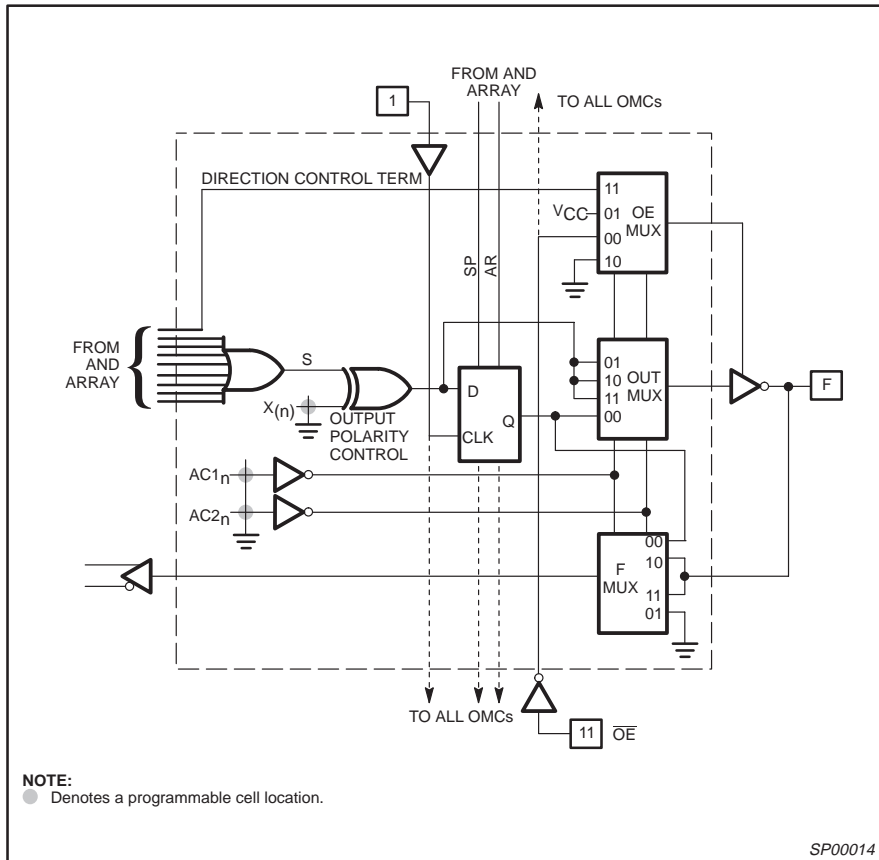 FROM AND
ARRAY
1
TO ALL OMCs
DIRECTION CONTROL TERM
11
VCC
01
OE
MUX
00
10
SP
AR
FROM
AND
ARRAY
S
X(n)
OUTPUT
POLARITY
CONTROL
D
Q
CLK
01
10
11
00
OUT
MUX
F
AC1n
AC2n
00
10
F
MUX
11
01
TO ALL OMCs
11
OE
NOTE:
Denotes a programmable cell location.
SP00014